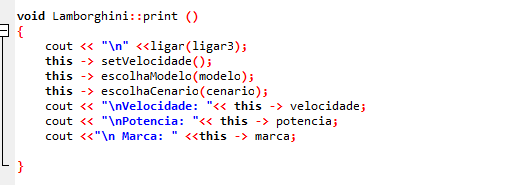 void Lamborghini::print ()
{
cout << "\n" <<ligar(ligar3);
this -> setVelocidade();
this -> escolhaModelo(modelo);
this -> escolhaCenario(cenario);
cout << "\nVelocidade: "<< this -> velocidade;
cout << "\nPotencia: "<< this -> potencia;
cout <<"\n Marca: " <<this -> marca;
}